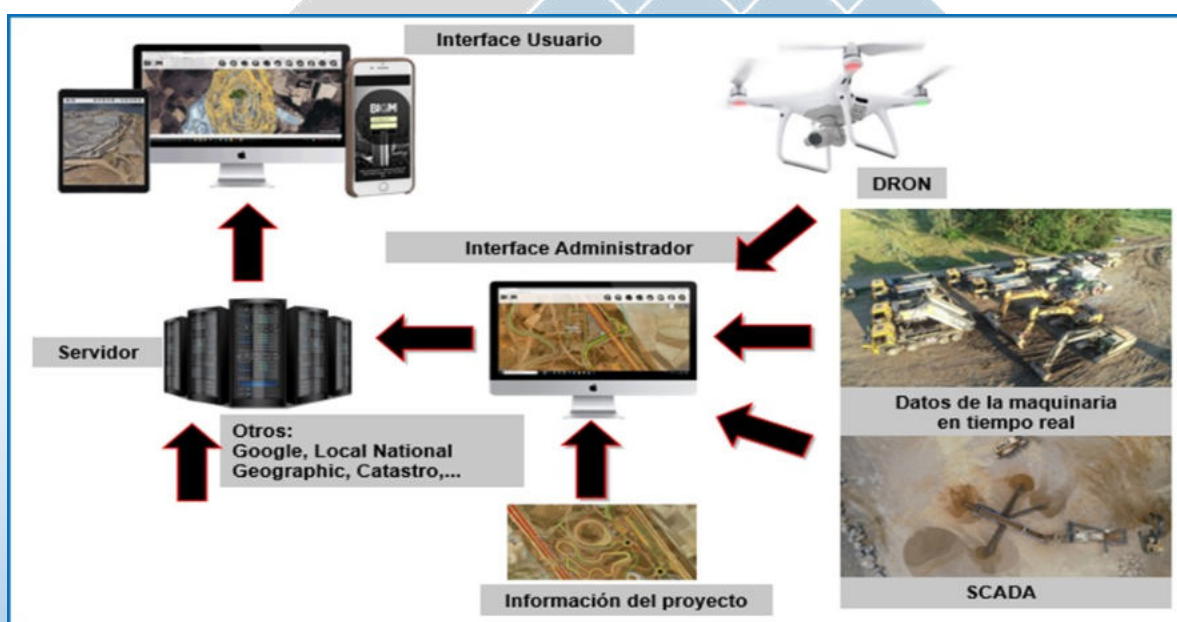 Interface Usuario
BIGM
DRON
Interface Administrador
Servidor
Otros:
Google, Local National
Geographic, Catastro,...
Datos de la maquinaria
en tiempo real
Información del proyecto
SCADA